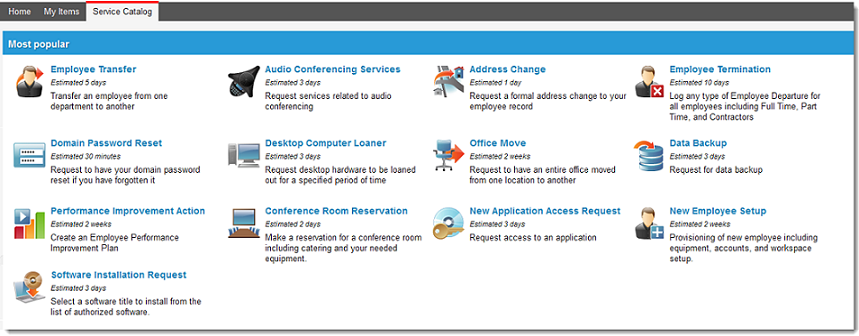 Home My Items Service Catalog
Most popular
Employee Transfer
Estimated 5 days
Transfer an employee from one
department to another
Audio Conferencing Services
Estimated 3 days
Request services related to audio
conferencing
Address Change
Estimated 1 day
Request a formal address change to your
employee record
Employee Termination
Estimated 10 days
Log any type of Employee Departure for
all employees including Full Time, Part
Time, and Contractors
Domain Password Reset
Estimated 30 minutes
Request to have your domain password
reset if you have forgotten it
Desktop Computer Loaner
Estimated 3 days
Request desktop hardware to be loaned
out for a specified period of time
Office Move
Estimated 2 weeks
Request to have an entire office moved
from one location to another
Data Backup
Estimated 3 days
Request for data backup
Performance Improvement Action
Estimated 2 weeks
Create an Employee Performance
Improvement Plan
Conference Room Reservation
Estimated 2 days
Make a reservation for a conference room
including catering and your needed
equipment.
New Application Access Request
Estimated 3 days
Request access to an application
New Employee Setup
Estimated 2 weeks
Provisioning of new employee including
equipment, accounts, and workspace
setup.
Software Installation Request
Estimated 3 days
Select a software title to install from the
list of authorized software.